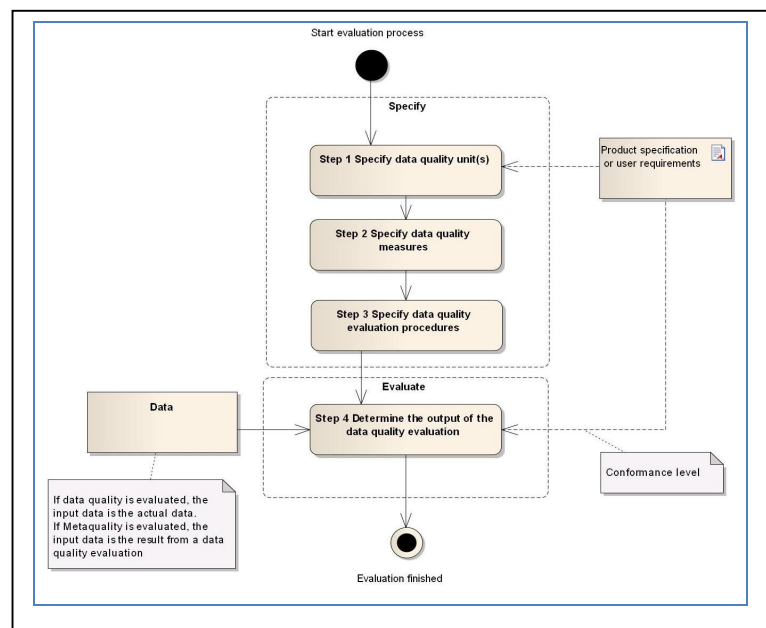 Start evaluation process
Specify
Step 1 Specify data quality unit(s)
Product specification
or user requirements
Step 2 Specify data quality
measures
Step 3 Specify data quality
evaluation procedures
Evaluate
Data
Step 4 Determine the output of the
data quality evaluation
Conformance level
If data quality is evaluated, the
input data is the actual data.
If Metaquality is evaluated, the
input data is the result from a data
quality evaluation
Evaluation finished